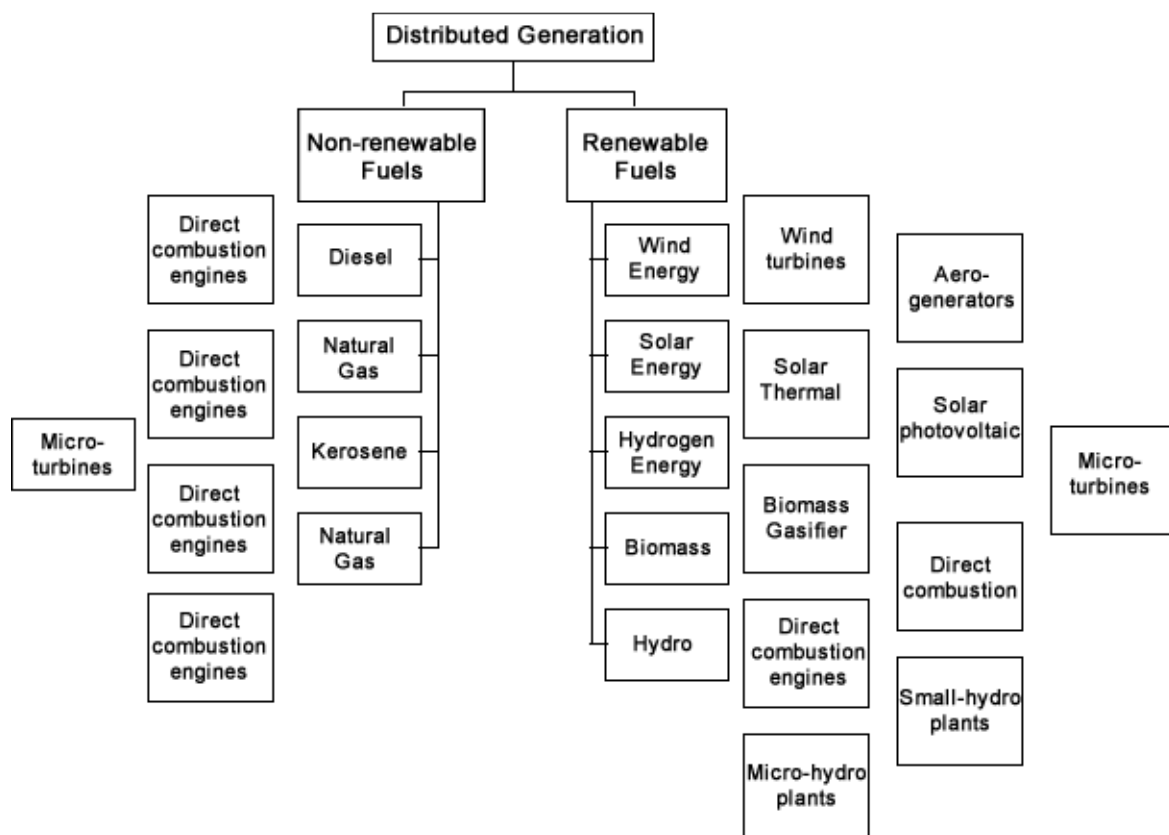 Distributed Generation
Non-renewable
Fuels
Renewable
Fuels
Direct
combustion
engines
Diesel
Wind
Energy
Wind
turbines
Aero-
generators
Direct
combustion
engines
Natural
Gas
Solar
Energy
Solar
Thermal
Solar
photovoltaic
Micro-
turbines
Kerosene
Hydrogen
Energy
Micro-
turbines
Direct
combustion
engines
Natural
Gas
Biomass
Biomass
Gasifier
Direct
combustion
Direct
combustion
engines
Hydro
Direct
combustion
engines
Small-hydro
plants
Micro-hydro
plants